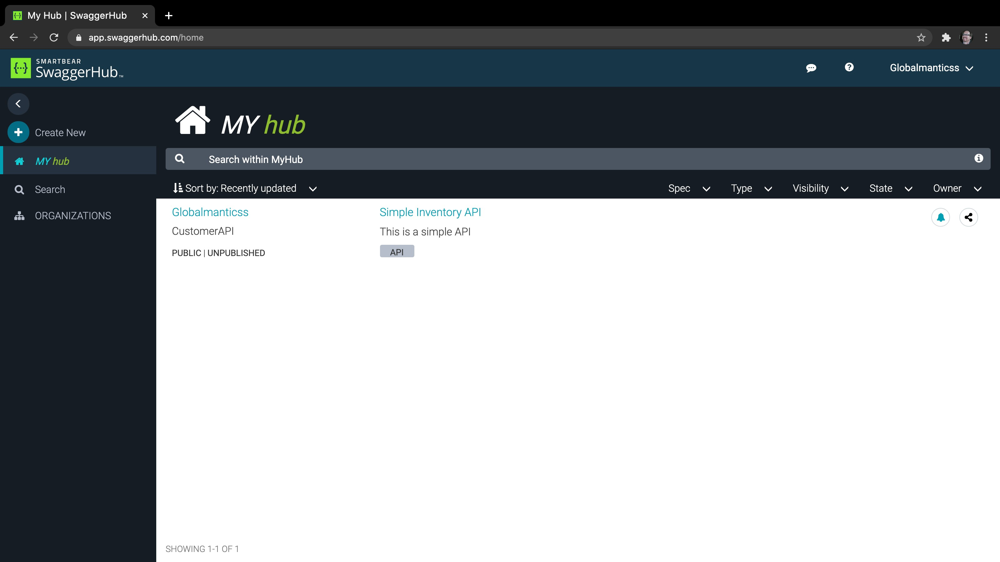 My Hub | SwaggerHub
app.swaggerhub.com/home
SMARTBEAR
SwaggerHub™
Globalmanticss
Create New
MY hub
Search
ORGANIZATIONS
MY hub
Search within MyHub
Sort by: Recently updated
Spec
Type
Visibility
State
Owner
Globalmanticss
CustomerAPI
PUBLIC | UNPUBLISHED
Simple Inventory API
This is a simple API
API
SHOWING 1-1 OF 1